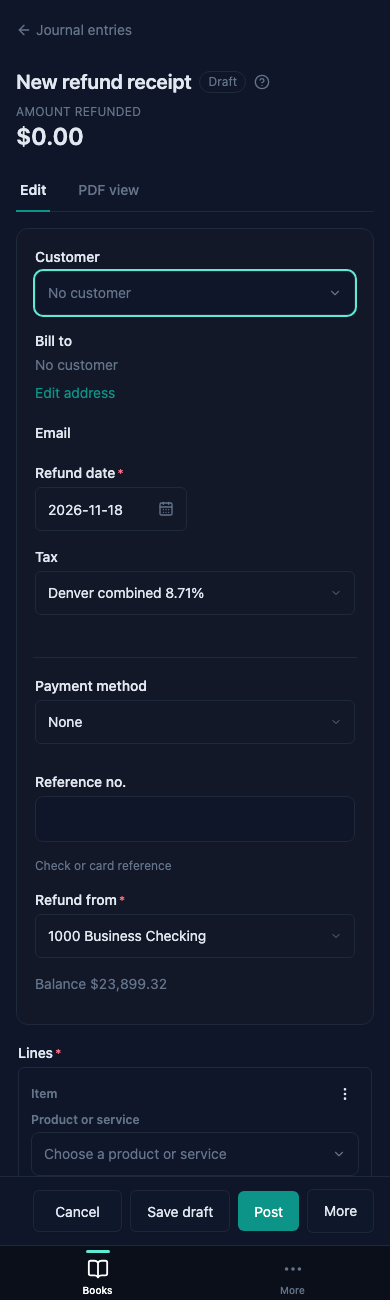 Journal entries
New refund receipt Draft
AMOUNT REFUNDED
$0.00
Edit PDF view
Customer
No customer
Bill to
No customer
Edit address
Email
Refund date*
2026-11-18
Tax
Denver combined 8.71%
Payment method
None
Reference no.
Check or card reference
Refund from*
1000 Business Checking
Balance $23,899.32
Lines*
Item
Product or service
Choose a product or service
Cancel Save draft Post More
Books More